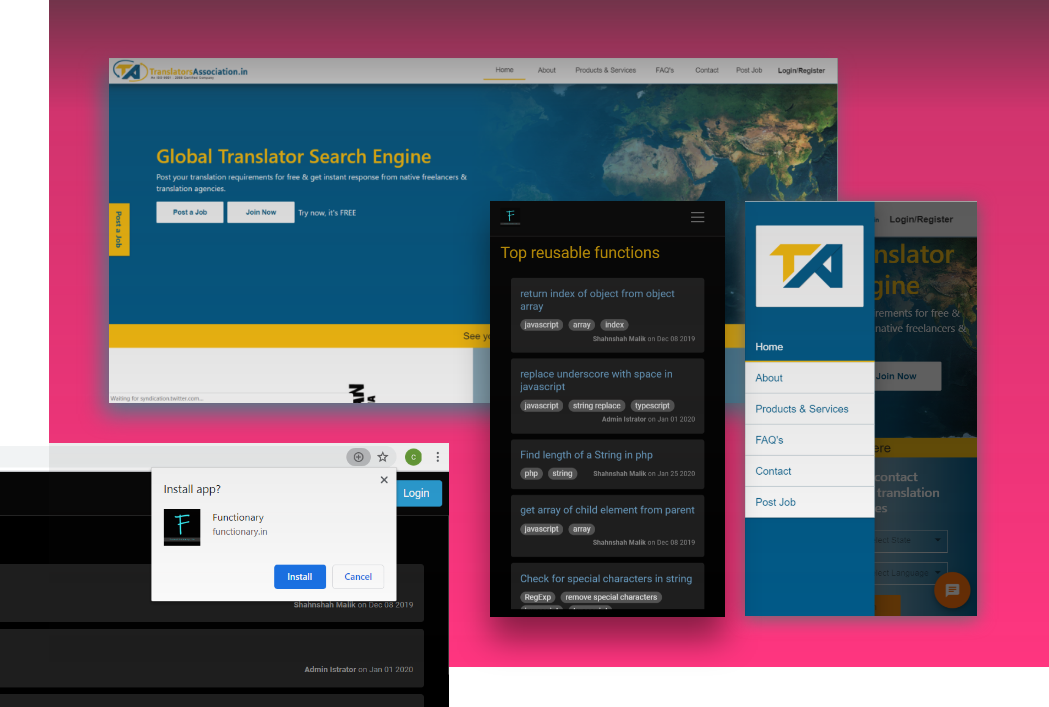 TranslatorsAssociation.in
Home About Products & Services FAQ's Contact Post Job Login/Register
Global Translator Search Engine
Post your translation requirements for free & get instant response from native freelancers &
translation agencies.
Post a Job Join Now Try now, it's FREE
Post a Job
See yo
Waiting for syndication.twitter.com...
F
Top reusable functions
return index of object from object
array
javascript array index
Shahnshah Malik on Dec 08 2019
replace underscore with space in
javascript
javascript string replace typescript
Admin Istrator on Jan 01 2020
Find length of a String in php
php string Shahnshah Malik on Jan 25 2020
get array of child element from parent
javascript array
Shahnshah Malik on Dec 08 2019
Check for special characters in string
RegExp remove special characters
Login/Register
TA
nslator
gine
rements for free &
native freelancers &
Join Now
ere
contact
translation
es
ect State
ect Language
Home
About
Products & Services
FAQ's
Contact
Post Job
C
Login
Install app?
F
Functionary
functionary.in
Install Cancel
Shahnshah Malik on Dec 08 2019
Admin Istrator on Jan 01 2020